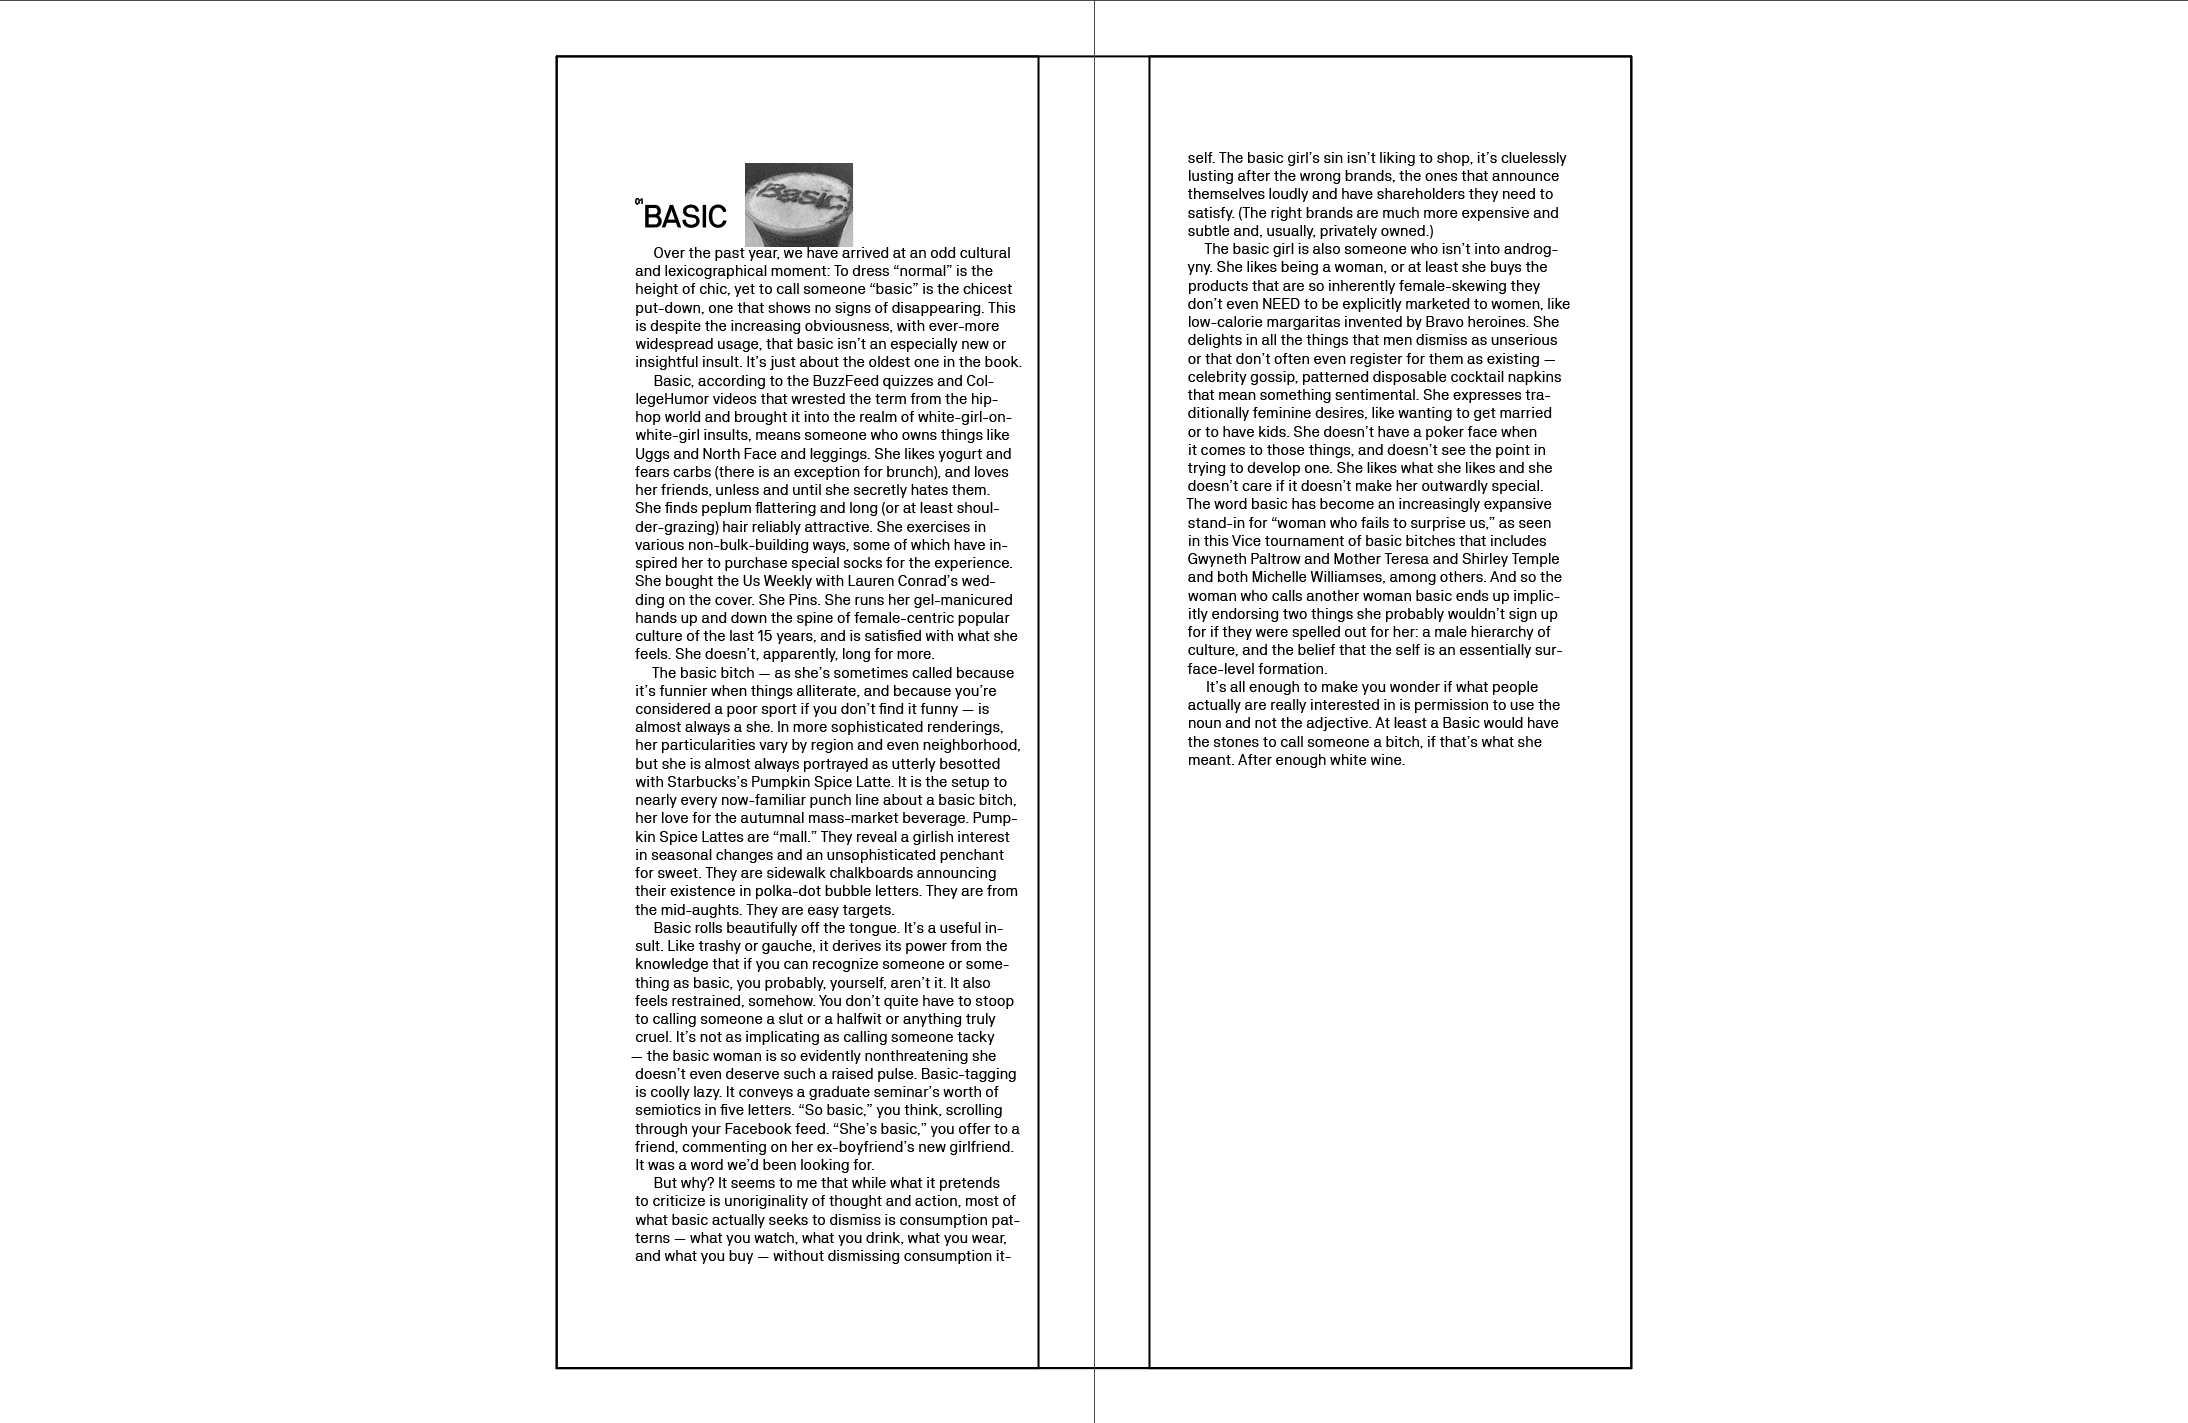 01
BASIC
Basic
Over the past year, we have arrived at an odd cultural
and lexicographical moment: To dress “normal” is the
height of chic, yet to call someone “basic” is the chicest
put-down, one that shows no signs of disappearing. This
is despite the increasing obviousness, with ever-more
widespread usage, that basic isn’t an especially new or
insightful insult. It’s just about the oldest one in the book.
Basic, according to the BuzzFeed quizzes and Col-
legeHumor videos that wrested the term from the hip-
hop world and brought it into the realm of white-girl-on-
white-girl insults, means someone who owns things like
Uggs and North Face and leggings. She likes yogurt and
fears carbs (there is an exception for brunch), and loves
her friends, unless and until she secretly hates them.
She finds peplum flattering and long (or at least shoul-
der-grazing) hair reliably attractive. She exercises in
various non-bulk-building ways, some of which have in-
spired her to purchase special socks for the experience.
She bought the Us Weekly with Lauren Conrad’s wed-
ding on the cover. She Pins. She runs her gel-manicured
hands up and down the spine of female-centric popular
culture of the last 15 years, and is satisfied with what she
feels. She doesn’t, apparently, long for more.
The basic bitch — as she’s sometimes called because
it’s funnier when things alliterate, and because you’re
considered a poor sport if you don’t find it funny — is
almost always a she. In more sophisticated renderings,
her particularities vary by region and even neighborhood,
but she is almost always portrayed as utterly besotted
with Starbucks’s Pumpkin Spice Latte. It is the setup to
nearly every now-familiar punch line about a basic bitch,
her love for the autumnal mass-market beverage. Pump-
kin Spice Lattes are “mall.” They reveal a girlish interest
in seasonal changes and an unsophisticated penchant
for sweet. They are sidewalk chalkboards announcing
their existence in polka-dot bubble letters. They are from
the mid-aughts. They are easy targets.
Basic rolls beautifully off the tongue. It’s a useful in-
sult. Like trashy or gauche, it derives its power from the
knowledge that if you can recognize someone or some-
thing as basic, you probably, yourself, aren’t it. It also
feels restrained, somehow. You don’t quite have to stoop
to calling someone a slut or a halfwit or anything truly
cruel. It’s not as implicating as calling someone tacky
— the basic woman is so evidently nonthreatening she
doesn’t even deserve such a raised pulse. Basic-tagging
is coolly lazy. It conveys a graduate seminar’s worth of
semiotics in five letters. “So basic,” you think, scrolling
through your Facebook feed. “She’s basic,” you offer to a
friend, commenting on her ex-boyfriend’s new girlfriend.
It was a word we’d been looking for.
But why? It seems to me that while what it pretends
to criticize is unoriginality of thought and action, most of
what basic actually seeks to dismiss is consumption pat-
terns — what you watch, what you drink, what you wear,
and what you buy — without dismissing consumption it-
self. The basic girl’s sin isn’t liking to shop, it’s cluelessly
lusting after the wrong brands, the ones that announce
themselves loudly and have shareholders they need to
satisfy. (The right brands are much more expensive and
subtle and, usually, privately owned.)
The basic girl is also someone who isn’t into androg-
yny. She likes being a woman, or at least she buys the
products that are so inherently female-skewing they
don’t even NEED to be explicitly marketed to women, like
low-calorie margaritas invented by Bravo heroines. She
delights in all the things that men dismiss as unserious
or that don’t often even register for them as existing —
celebrity gossip, patterned disposable cocktail napkins
that mean something sentimental. She expresses tra-
ditionally feminine desires, like wanting to get married
or to have kids. She doesn’t have a poker face when
it comes to those things, and doesn’t see the point in
trying to develop one. She likes what she likes and she
doesn’t care if it doesn’t make her outwardly special.
The word basic has become an increasingly expansive
stand-in for “woman who fails to surprise us,” as seen
in this Vice tournament of basic bitches that includes
Gwyneth Paltrow and Mother Teresa and Shirley Temple
and both Michelle Williamses, among others. And so the
woman who calls another woman basic ends up implic-
itly endorsing two things she probably wouldn’t sign up
for if they were spelled out for her: a male hierarchy of
culture, and the belief that the self is an essentially sur-
face-level formation.
It’s all enough to make you wonder if what people
actually are really interested in is permission to use the
noun and not the adjective. At least a Basic would have
the stones to call someone a bitch, if that’s what she
meant. After enough white wine.